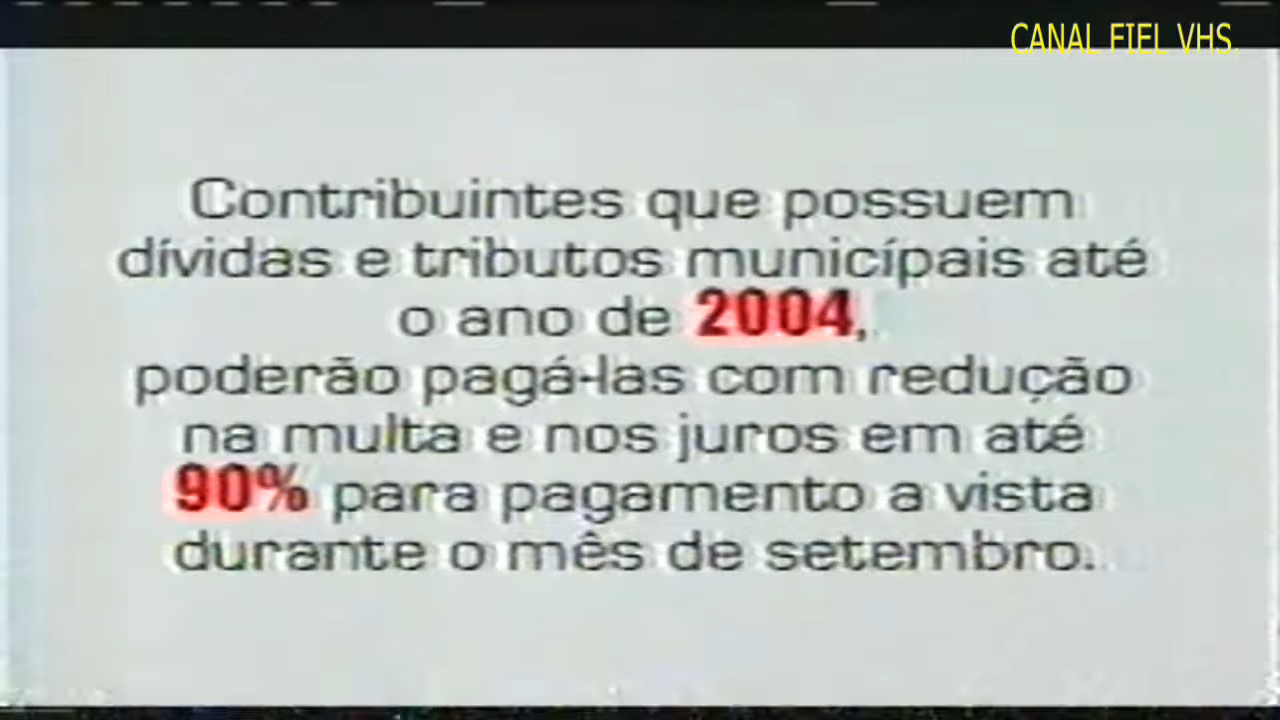 CANAL FIEL VHS.
Contribuintes que possuem
dívidas e tributos municípais até
o ano de 2004,
poderão pagá-las com redução
na multa e nos juros em até
90% para pagamento a vista
durante o mês de setembro.